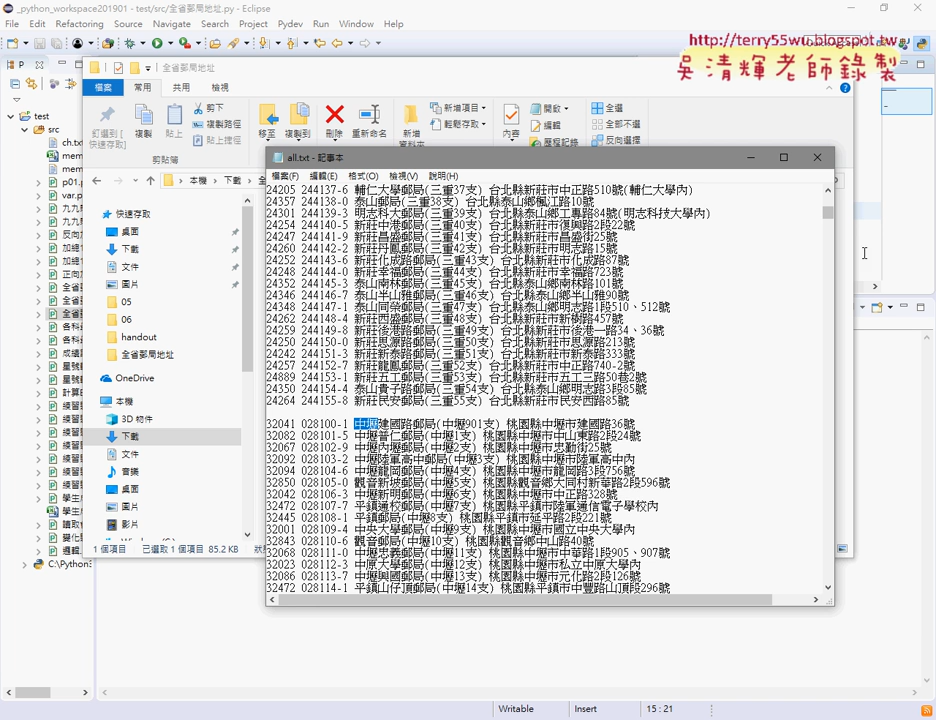 _python_workspace201901 - test/src/全省郵局地址.py - Eclipse
File Edit Refactoring Source Navigate Search Project Pydev Run Window Help
http://terry55wu.blogspot.tw
吳清輝老師錄製
全省郵局地址
檔案 常用 共用 檢視
剪下
複製路徑
貼上捷徑
釘選到 [快速存取]
複製 貼上
移至 複製到 刪除 重新命名
新增項目
輕鬆存取
內容
開啟
編輯
歷程記錄
全選
全部不選
反向選擇
剪貼簿
本機 下載
P
test
src
快速存取
桌面
下載
文件
圖片
05
06
handout
全省郵局地址
OneDrive
本機
3D 物件
下載
文件
音樂
桌面
圖片
影片
1 個項目 已選取 1 個項目 85.2 KB
C:\Python3
all.txt - 記事本
檔案(F) 編輯(E) 格式(O) 檢視(V) 說明(H)
24205 244137-6 輔仁大學郵局(三重37支) 台北縣新莊市中正路510號(輔仁大學內)
24357 244138-0 泰山郵局(三重38支) 台北縣泰山鄉楓江路10號
24301 244139-3 明志科大郵局(三重39支) 台北縣泰山鄉工專路84號(明志科技大學內)
24254 244140-5 新莊中港郵局(三重40支) 台北縣新莊市復興路2段22號
24247 244141-9 新莊昌盛郵局(三重41支) 台北縣新莊市昌盛街25號
24260 244142-2 新莊丹鳳郵局(三重42支) 台北縣新莊市明志路15號
24252 244143-6 新莊化成路郵局(三重43支) 台北縣新莊市化成路87號
24248 244144-0 新莊幸福郵局(三重44支) 台北縣新莊市幸福路723號
24352 244145-3 泰山南林郵局(三重45支) 台北縣泰山鄉南林路101號
24346 244146-7 泰山半山雅郵局(三重46支) 台北縣泰山鄉半山雅90號
24348 244147-1 泰山同榮郵局(三重47支) 台北縣泰山鄉明志路1段510、512號
24262 244148-4 新莊西盛郵局(三重48支) 台北縣新莊市新樹路457號
24259 244149-8 新莊後港路郵局(三重49支) 台北縣新莊市後港一路34、36號
24250 244150-0 新莊思源路郵局(三重50支) 台北縣新莊市思源路213號
24242 244151-3 新莊新泰路郵局(三重51支) 台北縣新莊市新泰路333號
24257 244152-7 新莊龍鳳郵局(三重52支) 台北縣新莊市中正路740-2號
24889 244153-1 新莊五工郵局(三重53支) 台北縣新莊市五工三路50巷2號
24350 244154-4 泰山貴子路郵局(三重54支) 台北縣泰山鄉明志路3段85號
24264 244155-8 新莊民安郵局(三重55支) 台北縣新莊市民安西路85號
32041 028100-1 中壢建國路郵局(中壢901支) 桃園縣中壢市建國路36號
32082 028101-5 中壢普仁郵局(中壢1支) 桃園縣中壢市中山東路2段24號
32067 028102-9 中壢內壢郵局(中壢2支) 桃園縣中壢市忠勤街25號
32092 028103-2 中壢陸軍高中郵局(中壢3支) 桃園縣中壢市陸軍高中內
32094 028104-6 中壢龍岡郵局(中壢4支) 桃園縣中壢市龍岡路3段756號
32850 028105-0 觀音新坡郵局(中壢5支) 桃園縣觀音鄉大同村新華路2段596號
32042 028106-3 中壢新明郵局(中壢6支) 桃園縣中壢市中正路328號
32472 028107-7 平鎮通校郵局(中壢7支) 桃園縣平鎮市陸軍通信電子學校內
32445 028108-1 平鎮郵局(中壢8支) 桃園縣平鎮市延平路2段221號
32001 028109-4 中央大學郵局(中壢9支) 桃園縣中壢市國立中央大學內
32843 028110-6 觀音郵局(中壢10支) 桃園縣觀音鄉中山路40號
32068 028111-0 中壢忠義郵局(中壢11支) 桃園縣中壢市中華路1段905、907號
32023 028112-3 中原大學郵局(中壢12支) 桃園縣中壢市私立中原大學內
32086 028113-7 中壢興國郵局(中壢13支) 桃園縣中壢市元化路2段126號
32472 028114-1 平鎮山仔頂郵局(中壢14支) 桃園縣平鎮市中豐路山頂段296號
Writable Insert 15 : 21